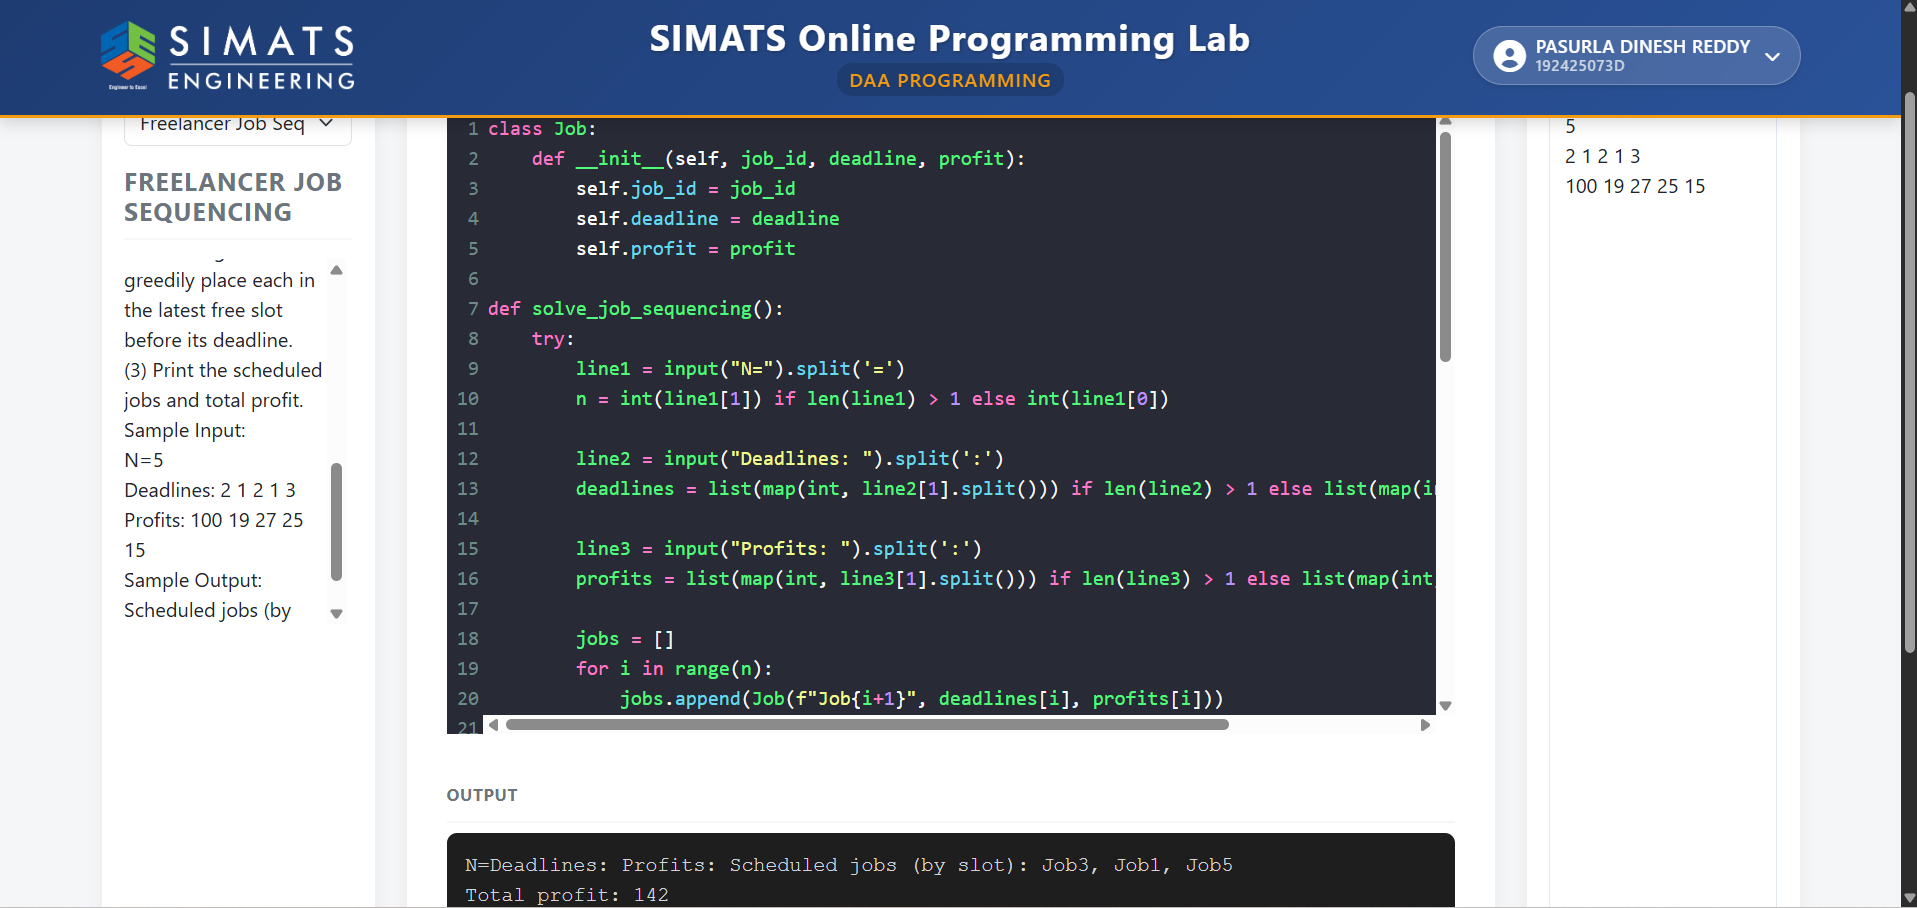 SIMATS
ENGINEERING
Engineer to Excel
SIMATS Online Programming Lab
DAA PROGRAMMING
PASURLA DINESH REDDY
192425073D
Freelancer Job Seq
FREELANCER JOB
SEQUENCING
greedily place each in
the latest free slot
before its deadline.
(3) Print the scheduled
jobs and total profit.
Sample Input:
N=5
Deadlines: 2 1 2 1 3
Profits: 100 19 27 25
15
Sample Output:
Scheduled jobs (by
1 class Job:
2     def __init__(self, job_id, deadline, profit):
3         self.job_id = job_id
4         self.deadline = deadline
5         self.profit = profit
6
7 def solve_job_sequencing():
8     try:
9         line1 = input("N=").split('=')
10         n = int(line1[1]) if len(line1) > 1 else int(line1[0])
11
12         line2 = input("Deadlines: ").split(':')
13         deadlines = list(map(int, line2[1].split())) if len(line2) > 1 else list(map(i
14
15         line3 = input("Profits: ").split(':')
16         profits = list(map(int, line3[1].split())) if len(line3) > 1 else list(map(int
17
18         jobs = []
19         for i in range(n):
20             jobs.append(Job(f"Job{i+1}", deadlines[i], profits[i]))
21
OUTPUT
N=Deadlines: Profits: Scheduled jobs (by slot): Job3, Job1, Job5
Total profit: 142
5
2 1 2 1 3
100 19 27 25 15